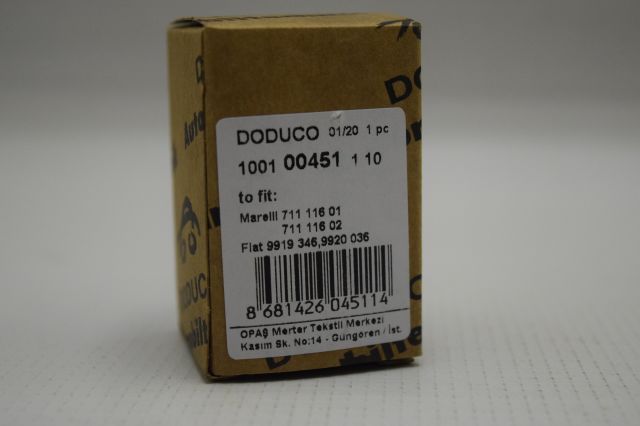 DODUCO 01/20 1 pc
1001 00451 1 10
to fit:
Marelli 711 116 01
711 116 02
Fiat 9919 346,9920 036
8 681426 045114
OPAŞ Merter Tekstil Merkezi
Kasım Sk. No:14 - Güngören / İst.
DODUC